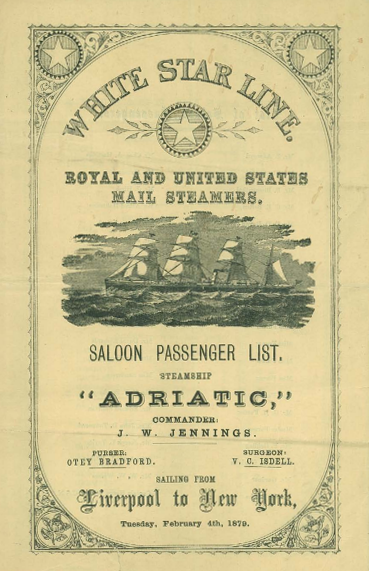 WHITE STAR LINE.
ROYAL AND UNITED STATES
MAIL STEAMERS.
SALOON PASSENGER LIST.
STEAMSHIP
"ADRIATIC,"
COMMANDER:
J. W. JENNINGS.
PURSER:
OTEY BRADFORD.
SURGEON:
V. C. ISDELL.
SAILING FROM
Liverpool to New York,
Tuesday, February 4th, 1879.